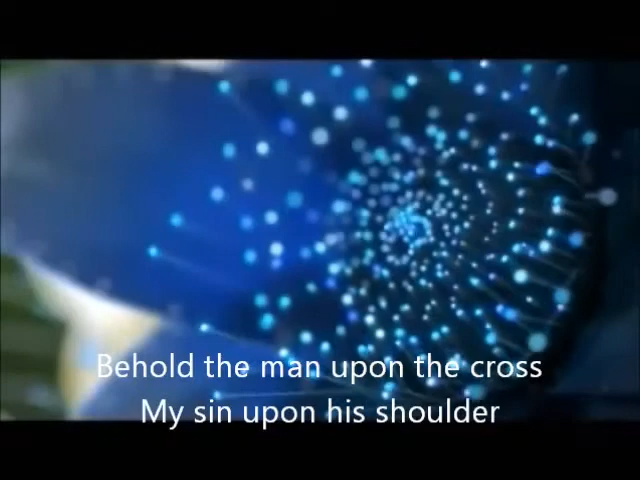 Behold the man upon the cross
My sin upon his shoulder